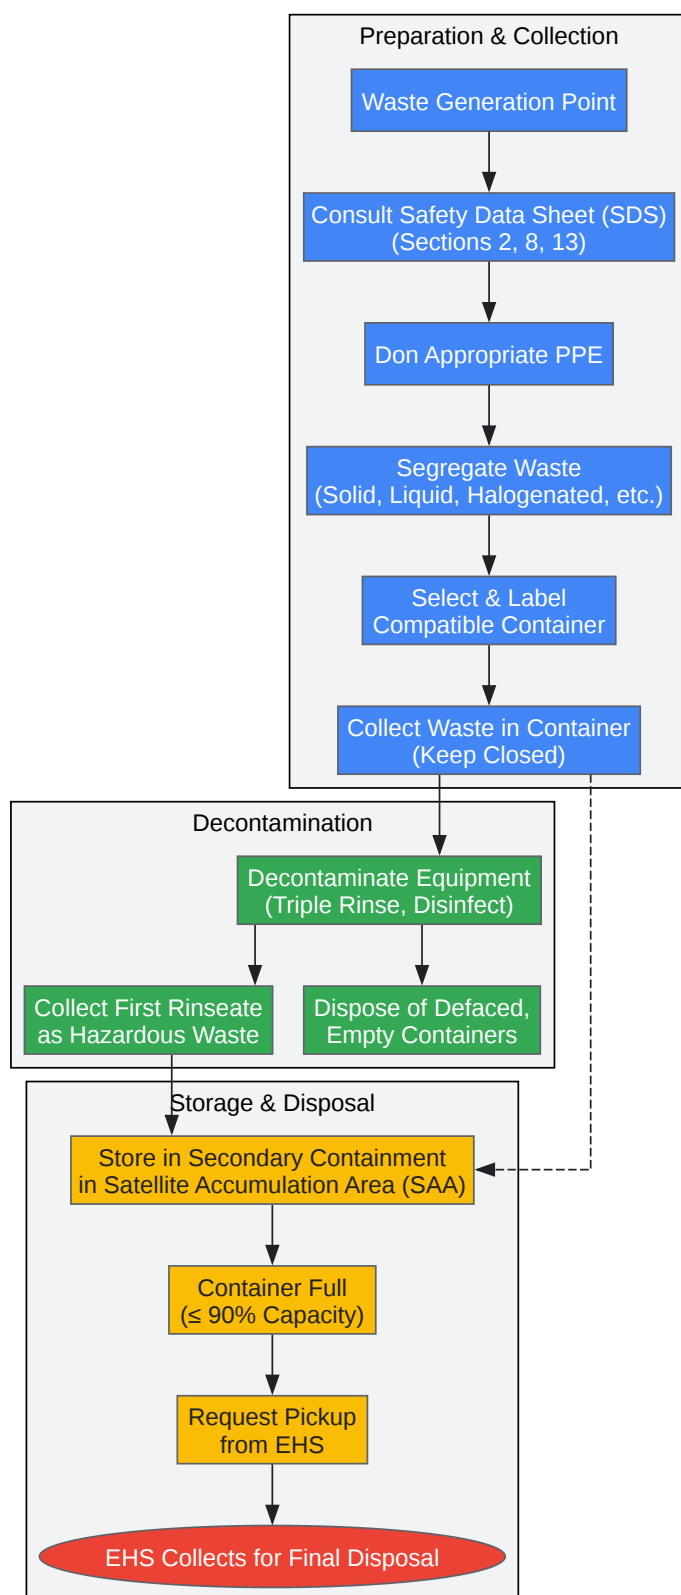 Preparation & Collection
Waste Generation Point
Consult Safety Data Sheet (SDS)
(Sections 2, 8, 13)
Don Appropriate PPE
Segregate Waste
(Solid, Liquid, Halogenated, etc.)
Select & Label
Compatible Container
Collect Waste in Container
(Keep Closed)
Decontamination
Decontaminate Equipment
(Triple Rinse, Disinfect)
Collect First Rinseate
as Hazardous Waste
Dispose of Defaced,
Empty Containers
Storage & Disposal
Store in Secondary Containment
in Satellite Accumulation Area (SAA)
Container Full
(≤ 90% Capacity)
Request Pickup
from EHS
EHS Collects for Final Disposal